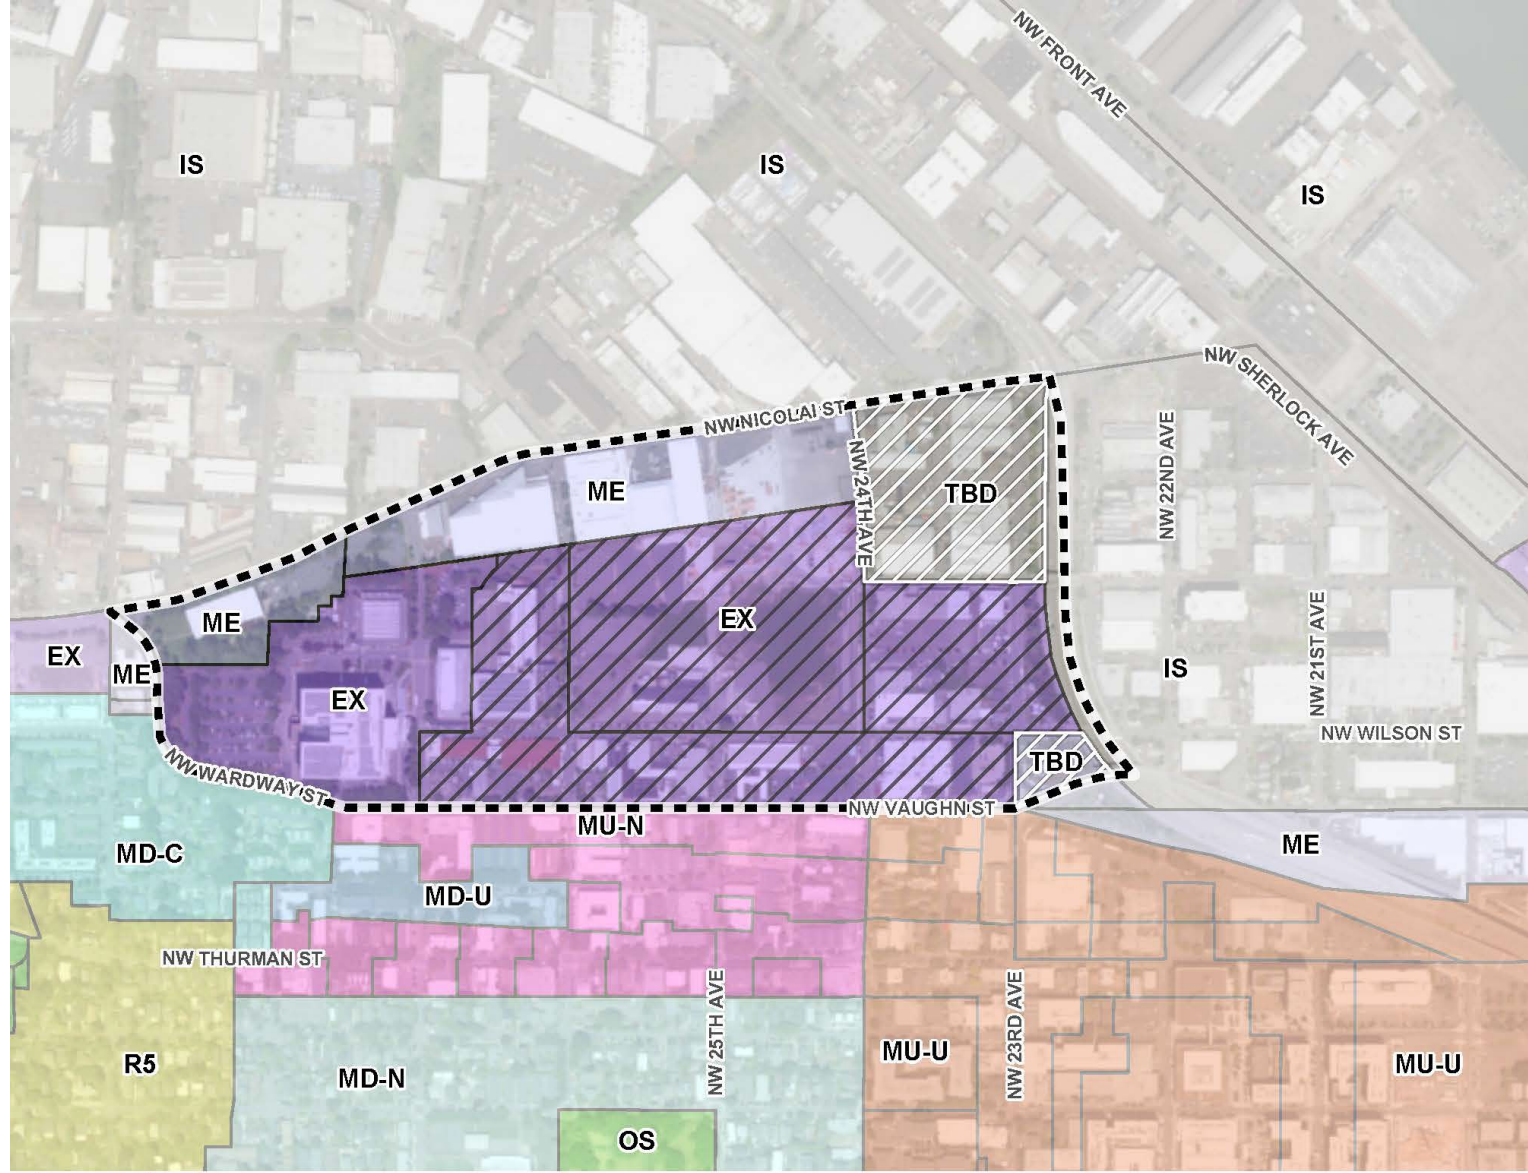 NW FRONT AVE
IS
IS
IS
NW SHERLOCK AVE
NW NICOLAI ST
NW 22ND AVE
NW 24TH AVE
ME
TBD
EX
ME
NW 21ST AVE
EX
ME
IS
EX
NW WILSON ST
TBD
NW WARDWAY ST
NW VAUGHN ST
MU-N
ME
MD-C
MD-U
NW THURMAN ST
NW 25TH AVE
NW 23RD AVE
R5
MD-N
MU-U
MU-U
OS